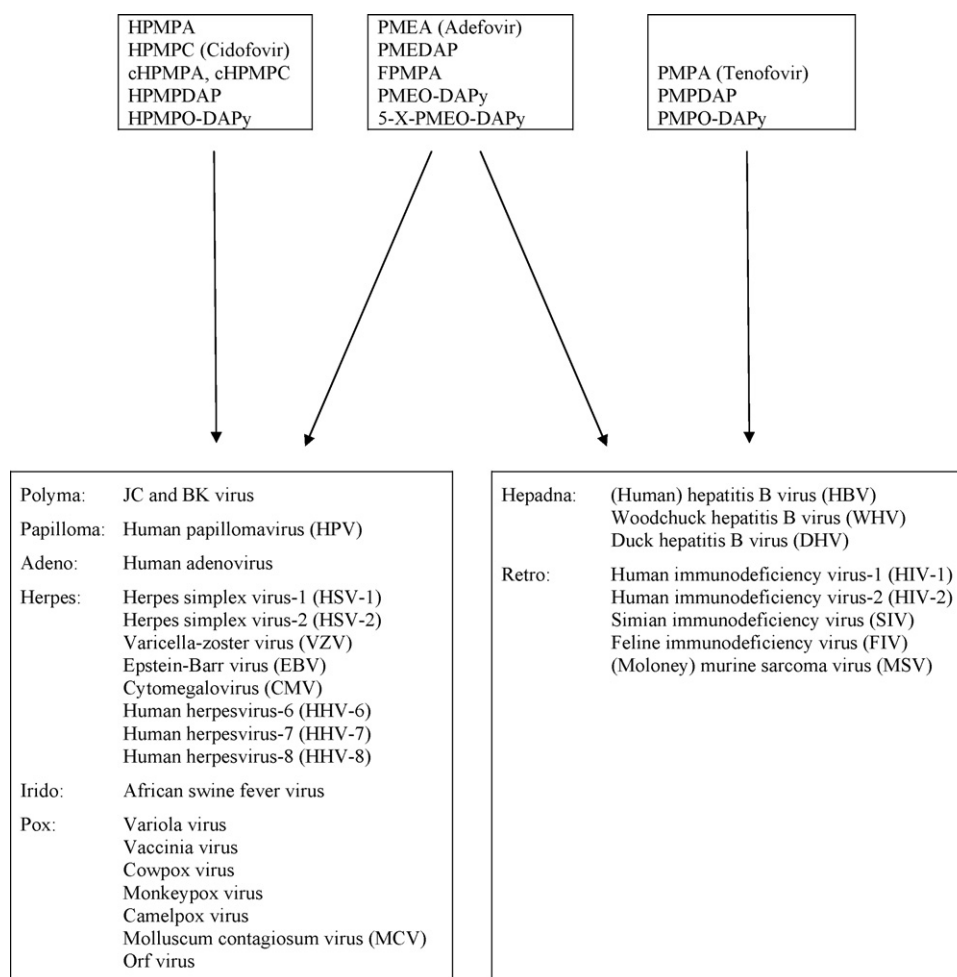 HPMPA
HPMPC (Cidofovir)
cHPMPA, cHPMPC
HPMPDAP
HPMPO-DAPy
PMEA (Adefovir)
PMEDAP
FPMPA
PMEO-DAPy
5-X-PMEO-DAPy
PMPA (Tenofovir)
PMPDAP
PMPO-DAPy
Polyma: JC and BK virus
Papilloma: Human papillomavirus (HPV)
Adeno: Human adenovirus
Herpes: Herpes simplex virus-1 (HSV-1)
Herpes simplex virus-2 (HSV-2)
Varicella-zoster virus (VZV)
Epstein-Barr virus (EBV)
Cytomegalovirus (CMV)
Human herpesvirus-6 (HHV-6)
Human herpesvirus-7 (HHV-7)
Human herpesvirus-8 (HHV-8)
Irido: African swine fever virus
Pox: Variola virus
Vaccinia virus
Cowpox virus
Monkeypox virus
Camelpox virus
Molluscum contagiosum virus (MCV)
Orf virus
Hepadna: (Human) hepatitis B virus (HBV)
Woodchuck hepatitis B virus (WHV)
Duck hepatitis B virus (DHV)
Retro: Human immunodeficiency virus-1 (HIV-1)
Human immunodeficiency virus-2 (HIV-2)
Simian immunodeficiency virus (SIV)
Feline immunodeficiency virus (FIV)
(Moloney) murine sarcoma virus (MSV)